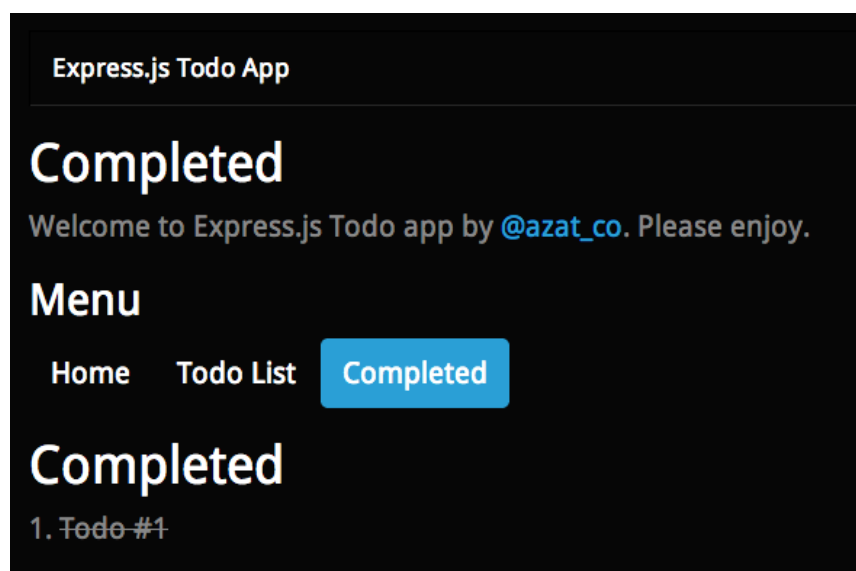 Express.js Todo App
Completed
Welcome to Express.js Todo app by @azat_co. Please enjoy.
Menu
Home Todo List Completed
Completed
1. Todo #1